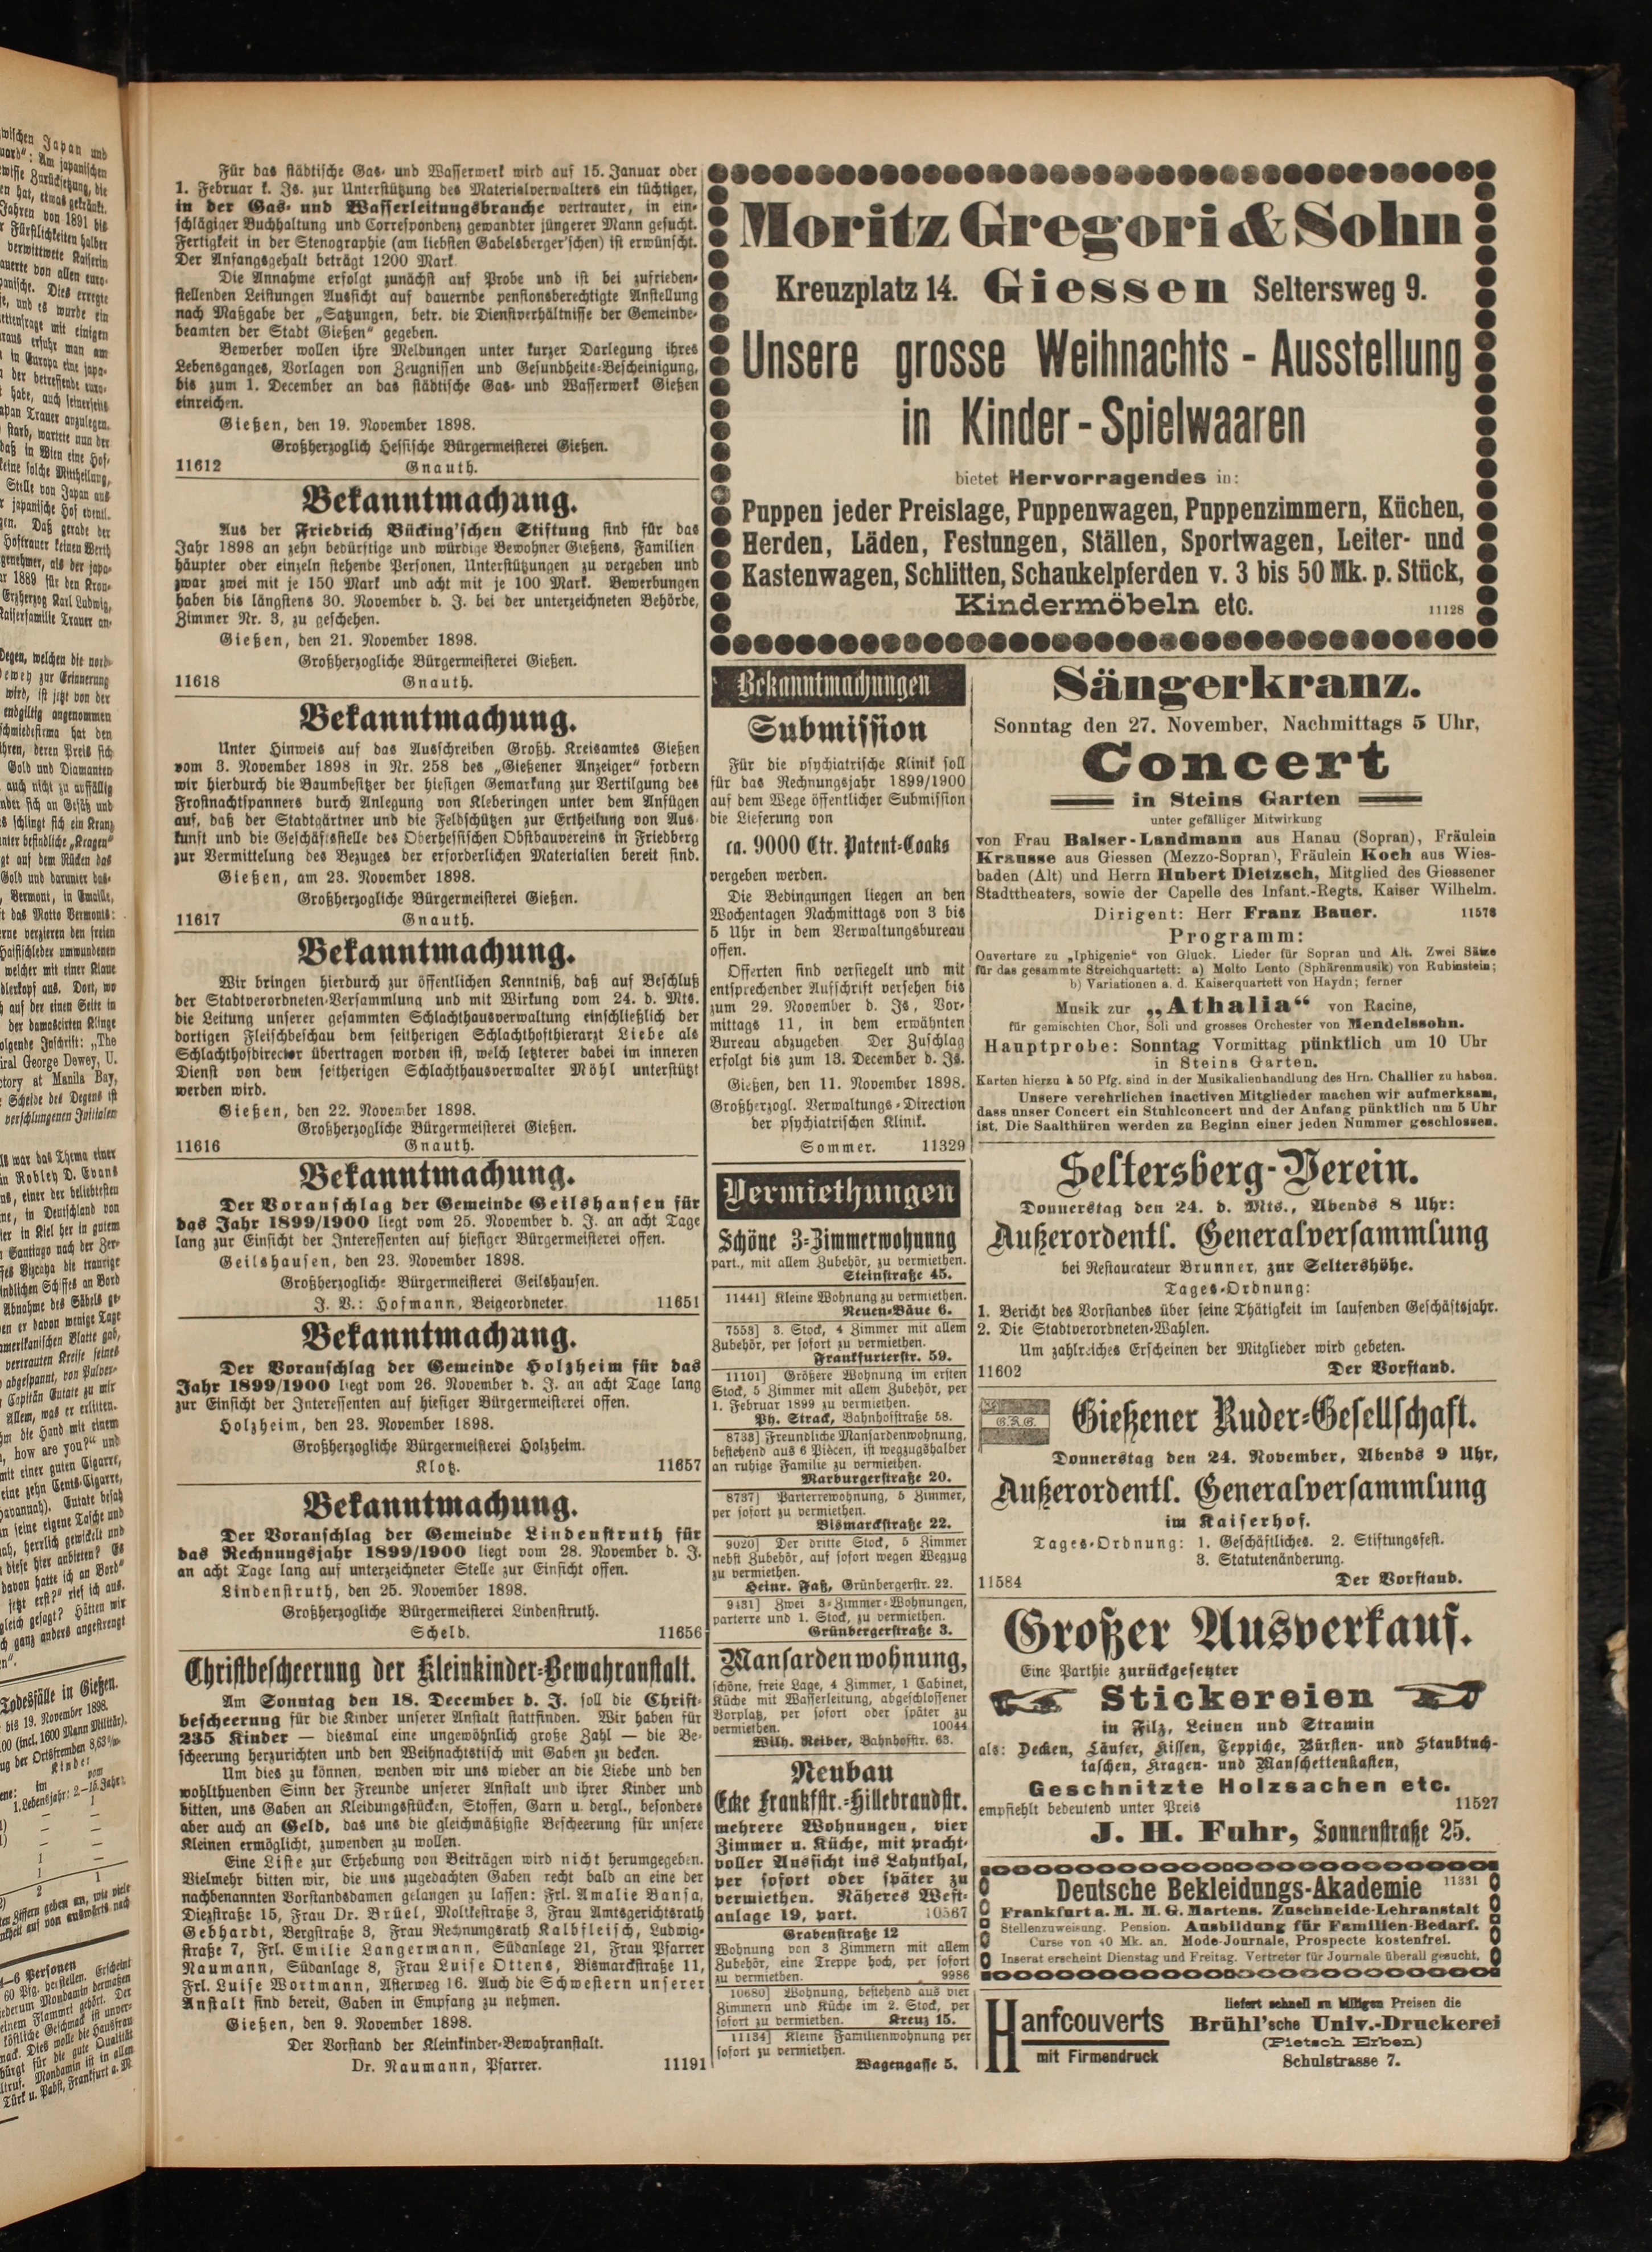 Für das städtische Gas- und Wasserwerk wird auf 15. Januar oder
1. Februar k. Js. zur Unterstützung des Materialverwalters ein tüchtiger,
in der Gas- und Wasserleitungsbranche vertrauter, in ein-
schlägiger Buchhaltung und Correspondenz gewandter jüngerer Mann gesucht.
Fertigkeit in der Stenographie (am liebsten Gabelsberger'schen) ist erwünscht.
Der Anfangsgehalt beträgt 1200 Mark.
Die Annahme erfolgt zunächst auf Probe und ist bei zufrieden-
stellenden Leistungen Aussicht auf dauernde pensionsberechtigte Anstellung
nach Maßgabe der „Satzungen, betr. die Dienstverhältnisse der Gemeinde-
beamten der Stadt Gießen“ gegeben.
Bewerber wollen ihre Meldungen unter kurzer Darlegung ihres
Lebensganges, Vorlagen von Zeugnissen und Gesundheits-Bescheinigung,
bis zum 1. December an das städtische Gas- und Wasserwerk Gießen
einreichen.
Gießen, den 19. November 1898.
Großherzoglich Hessische Bürgermeisterei Gießen.
11612 Gnauth.
Bekanntmachung.
Aus der Friedrich Bücking'schen Stiftung sind für das
Jahr 1898 an zehn bedürftige und würdige Bewohner Gießens, Familien
häupter oder einzeln stehende Personen, Unterstützungen zu vergeben und
zwar zwei mit je 150 Mark und acht mit je 100 Mark. Bewerbungen
haben bis längstens 30. November d. J. bei der unterzeichneten Behörde,
Zimmer Nr. 3, zu geschehen.
Gießen, den 21. November 1898.
Großherzogliche Bürgermeisterei Gießen.
11618 Gnauth.
Bekanntmachung.
Unter Hinweis auf das Ausschreiben Großh. Kreisamtes Gießen
vom 3. November 1898 in Nr. 258 des „Gießener Anzeiger“ fordern
wir hierdurch die Baumbesitzer der hiesigen Gemarkung zur Vertilgung des
Frostnachtspanners durch Anlegung von Kleberingen unter dem Anfügen
auf, daß der Stadtgärtner und die Feldschützen zur Ertheilung von Aus-
kunft und die Geschäftsstelle des Oberhessischen Obstbauvereins in Friedberg
zur Vermittelung des Bezuges der erforderlichen Materialien bereit sind.
Gießen, am 23. November 1898.
Großherzogliche Bürgermeisterei Gießen.
11617 Gnauth.
Bekanntmachung.
Wir bringen hierdurch zur öffentlichen Kenntniß, daß auf Beschluß
der Stadtverordneten-Versammlung und mit Wirkung vom 24. d. Mts.
die Leitung unserer gesammten Schlachthausverwaltung einschließlich der
dortigen Fleischbeschau dem seitherigen Schlachthofthierarzt Liebe als
Schlachthofdirector übertragen worden ist, welch letzterer dabei im inneren
Dienst von dem seitherigen Schlachthausverwalter Möhl unterstützt
werden wird.
Gießen, den 22. November 1898.
Großherzogliche Bürgermeisterei Gießen.
11616 Gnauth.
Bekanntmachung.
Der Voranschlag der Gemeinde Geilshausen für
das Jahr 1899/1900 liegt vom 25. November d. J. an acht Tage
lang zur Einsicht der Interessenten auf hiesiger Bürgermeisterei offen.
Geilshausen, den 23. November 1898.
Großherzogliche Bürgermeisterei Geilshausen.
J. V.: Hofmann, Beigeordneter. 11651
Bekanntmachung.
Der Voranschlag der Gemeinde Holzheim für das
Jahr 1899/1900 liegt vom 26. November d. J. an acht Tage lang
zur Einsicht der Interessenten auf hiesiger Bürgermeisterei offen.
Holzheim, den 23. November 1898.
Großherzogliche Bürgermeisterei Holzheim.
Klotz. 11657
Bekanntmachung.
Der Voranschlag der Gemeinde Lindenstruth für
das Rechnungsjahr 1899/1900 liegt vom 28. November d. J.
an acht Tage lang auf unterzeichneter Stelle zur Einsicht offen.
Lindenstruth, den 25. November 1898.
Großherzogliche Bürgermeisterei Lindenstruth.
Scheld. 11656
Christbescheerung der Kleinkinder-Bewahranstalt.
Am Sonntag den 18. December d. J. soll die Christ-
bescheerung für die Kinder unserer Anstalt stattfinden. Wir haben für
235 Kinder — diesmal eine ungewöhnlich große Zahl — die Be-
scheerung herzurichten und den Weihnachtstisch mit Gaben zu decken.
Um dies zu können, wenden wir uns wieder an die Liebe und den
wohlthuenden Sinn der Freunde unserer Anstalt und ihrer Kinder und
bitten, uns Gaben an Kleidungsstücken, Stoffen, Garn u. dergl., besonders
aber auch an Geld, das uns die gleichmäßigste Bescheerung für unsere
Kleinen ermöglicht, zuwenden zu wollen.
Eine Liste zur Erhebung von Beiträgen wird nicht herumgegeben.
Vielmehr bitten wir, die uns zugedachten Gaben recht bald an eine der
nachbenannten Vorstandsdamen gelangen zu lassen: Frl. Amalie Bansa,
Diezstraße 15, Frau Dr. Brüel, Moltkestraße 3, Frau Amtsgerichtsrath
Gebhardt, Bergstraße 3, Frau Rechnungsrath Kalbfleisch, Ludwig-
straße 7, Frl. Emilie Langermann, Südanlage 21, Frau Pfarrer
Naumann, Südanlage 8, Frau Luise Ottens, Bismarckstraße 11,
Frl. Luise Wortmann, Asterweg 16. Auch die Schwestern unserer
Anstalt sind bereit, Gaben in Empfang zu nehmen.
Gießen, den 9. November 1898.
Der Vorstand der Kleinkinder-Bewahranstalt.
Dr. Naumann, Pfarrer. 11191
Moritz Gregori & Sohn
Kreuzplatz 14. Giessen Seltersweg 9.
Unsere grosse Weihnachts-Ausstellung
in Kinder-Spielwaaren
bietet Hervorragendes in:
Puppen jeder Preislage, Puppenwagen, Puppenzimmern, Küchen,
Herden, Läden, Festungen, Ställen, Sportwagen, Leiter- und
Kastenwagen, Schlitten, Schaukelpferden v. 3 bis 50 Mk. p. Stück,
Kindermöbeln etc. 11128
Bekanntmachungen
Submission
Für die psychiatrische Klinik soll
für das Rechnungsjahr 1899/1900
auf dem Wege öffentlicher Submission
die Lieferung von
ca. 9000 Ctr. Patent-Coaks
vergeben werden.
Die Bedingungen liegen an den
Wochentagen Nachmittags von 3 bis
5 Uhr in dem Verwaltungsbureau
offen.
Offerten sind versiegelt und mit
entsprechender Aufschrift versehen bis
zum 29. November d. Js, Vor-
mittags 11, in dem erwähnten
Bureau abzugeben. Der Zuschlag
erfolgt bis zum 13. December d. Js.
Gießen, den 11. November 1898.
Großherzogl. Verwaltungs-Direction
der psychiatrischen Klinik.
Sommer. 11329
Vermiethungen
Schöne 3-Zimmerwohnung
part., mit allem Zubehör, zu vermiethen.
Steinstraße 45.
11441] Kleine Wohnung zu vermiethen.
Neuen-Bäue 6.
7553] 3. Stock, 4 Zimmer mit allem
Zubehör, per sofort zu vermiethen.
Frankfurterstr. 59.
11101] Größere Wohnung im ersten
Stock, 5 Zimmer mit allem Zubehör, per
1. Februar 1899 zu vermiethen.
Ph. Strack, Bahnhofstraße 58.
8733] Freundliche Mansardenwohnung,
bestehend aus 6 Piècen, ist wegzugshalber
an ruhige Familie zu vermiethen.
Marburgerstraße 20.
8737] Parterrewohnung, 5 Zimmer,
per sofort zu vermiethen.
Bismarckstraße 22.
9020] Der dritte Stock, 5 Zimmer
nebst Zubehör, auf sofort wegen Wegzug
zu vermiethen.
Heinr. Faß, Grünbergerstr. 22.
9431] Zwei 3-Zimmer-Wohnungen,
parterre und 1. Stock, zu vermiethen.
Grünbergerstraße 3.
Mansardenwohnung,
schöne, freie Lage, 4 Zimmer, 1 Cabinet,
Küche mit Wasserleitung, abgeschlossener
Vorplatz, per sofort oder später zu
vermiethen. 10044
Wilh. Reiber, Bahnhofstr. 63.
Neubau
Ecke Frankfstr.-Hillebrandstr.
mehrere Wohnungen, vier
Zimmer u. Küche, mit pracht-
voller Aussicht ins Lahnthal,
per sofort oder später zu
vermiethen. Näheres West-
anlage 19, part. 10567
Grabenstraße 12
Wohnung von 3 Zimmern mit allem
Zubehör, eine Treppe hoch, per sofort
zu vermiethen. 9986
10680] Wohnung, bestehend aus vier
Zimmern und Küche im 2. Stock, per
sofort zu vermiethen. Kreuz 15.
11134] Kleine Familienwohnung per
sofort zu vermiethen.
Wagengasse 5.
Sängerkranz.
Sonntag den 27. November, Nachmittags 5 Uhr,
Concert
in Steins Garten
unter gefälliger Mitwirkung
von Frau Balser-Landmann aus Hanau (Sopran), Fräulein
Krausse aus Giessen (Mezzo-Sopran), Fräulein Koch aus Wies-
baden (Alt) und Herrn Hubert Dietzsch, Mitglied des Giessener
Stadttheaters, sowie der Capelle des Infant.-Regts. Kaiser Wilhelm.
Dirigent: Herr Franz Bauer. 11576
Programm:
Ouverture zu „Iphigenie“ von Gluck. Lieder für Sopran und Alt. Zwei Sätze
für das gesammte Streichquartett: a) Molto Lento (Sphärenmusik) von Rubinstein;
b) Variationen a. d. Kaiserquartett von Haydn; ferner
Musik zur „Athalia“ von Racine,
für gemischten Chor, Soli und grosses Orchester von Mendelssohn.
Hauptprobe: Sonntag Vormittag pünktlich um 10 Uhr
in Steins Garten.
Karten hierzu à 50 Pfg. sind in der Musikalienhandlung des Hrn. Challier zu haben.
Unsere verehrlichen inactiven Mitglieder machen wir aufmerksam,
dass unser Concert ein Stuhlconcert und der Anfang pünktlich um 5 Uhr
ist. Die Saalthüren werden zu Beginn einer jeden Nummer geschlossen.
Seltersberg-Verein.
Donnerstag den 24. d. Mts., Abends 8 Uhr:
Außerordentl. Generalversammlung
bei Restaurateur Brunner, zur Seltershöhe.
Tages-Ordnung:
1. Bericht des Vorstandes über seine Thätigkeit im laufenden Geschäftsjahr.
2. Die Stadtverordneten-Wahlen.
Um zahlreiches Erscheinen der Mitglieder wird gebeten.
11602 Der Vorstand.
G.R.G.
Gießener Ruder-Gesellschaft.
Donnerstag den 24. November, Abends 9 Uhr,
Außerordentl. Generalversammlung
im Kaiserhof.
Tages-Ordnung: 1. Geschäftliches. 2. Stiftungsfest.
3. Statutenänderung.
11584 Der Vorstand.
Großer Ausverkauf.
Eine Parthie zurückgesetzter
Stickereien
in Filz, Leinen und Stramin
als: Decken, Läufer, Kissen, Teppiche, Bürsten- und Staubtuch-
taschen, Kragen- und Manschettenkasten,
Geschnitzte Holzsachen etc.
empfiehlt bedeutend unter Preis 11527
J. H. Fuhr, Sonnenstraße 25.
Deutsche Bekleidungs-Akademie 11331
Frankfurt a. M. M. G. Martens. Zuschneide-Lehranstalt
Stellenzuweisung. Pension. Ausbildung für Familien-Bedarf.
Curse von 40 Mk. an. Mode-Journale, Prospecte kostenfrei.
Inserat erscheint Dienstag und Freitag. Vertreter für Journale überall gesucht.
Hanfcouverts
mit Firmendruck
liefert schnell zu billigen Preisen die
Brühl'sche Univ.-Druckerei
(Pietsch Erben)
Schulstrasse 7.